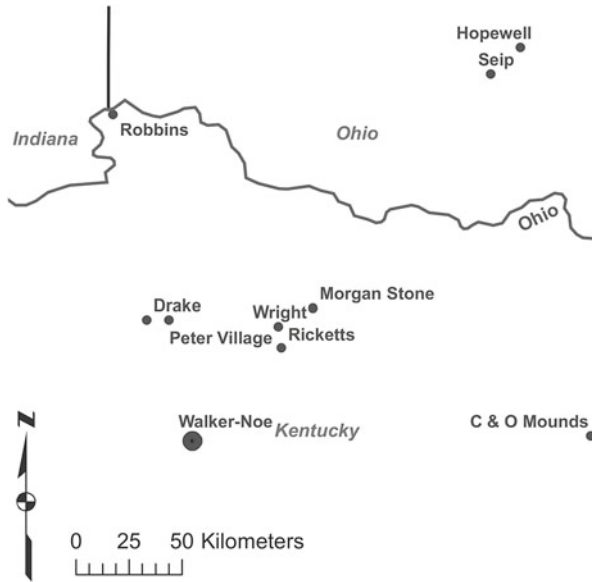 Hopewell
Seip
Robbins
Indiana
Ohio
Ohio
Drake
Morgan Stone
Wright
Peter Village
Ricketts
Walker-Noe
Kentucky
C & O Mounds
N
0 25 50 Kilometers